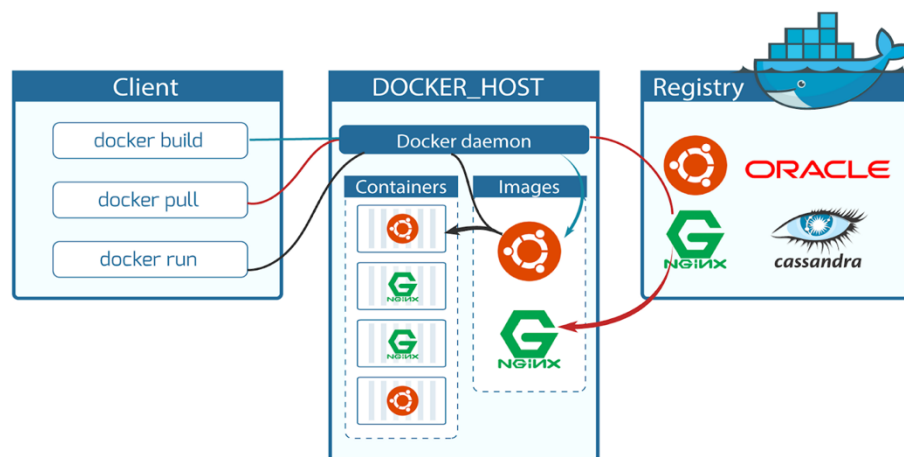 Client
docker build
docker pull
docker run
DOCKER_HOST
Docker daemon
Containers
Images
NGiNX
NGiNX
NGiNX
Registry
ORACLE
NGiNX
cassandra